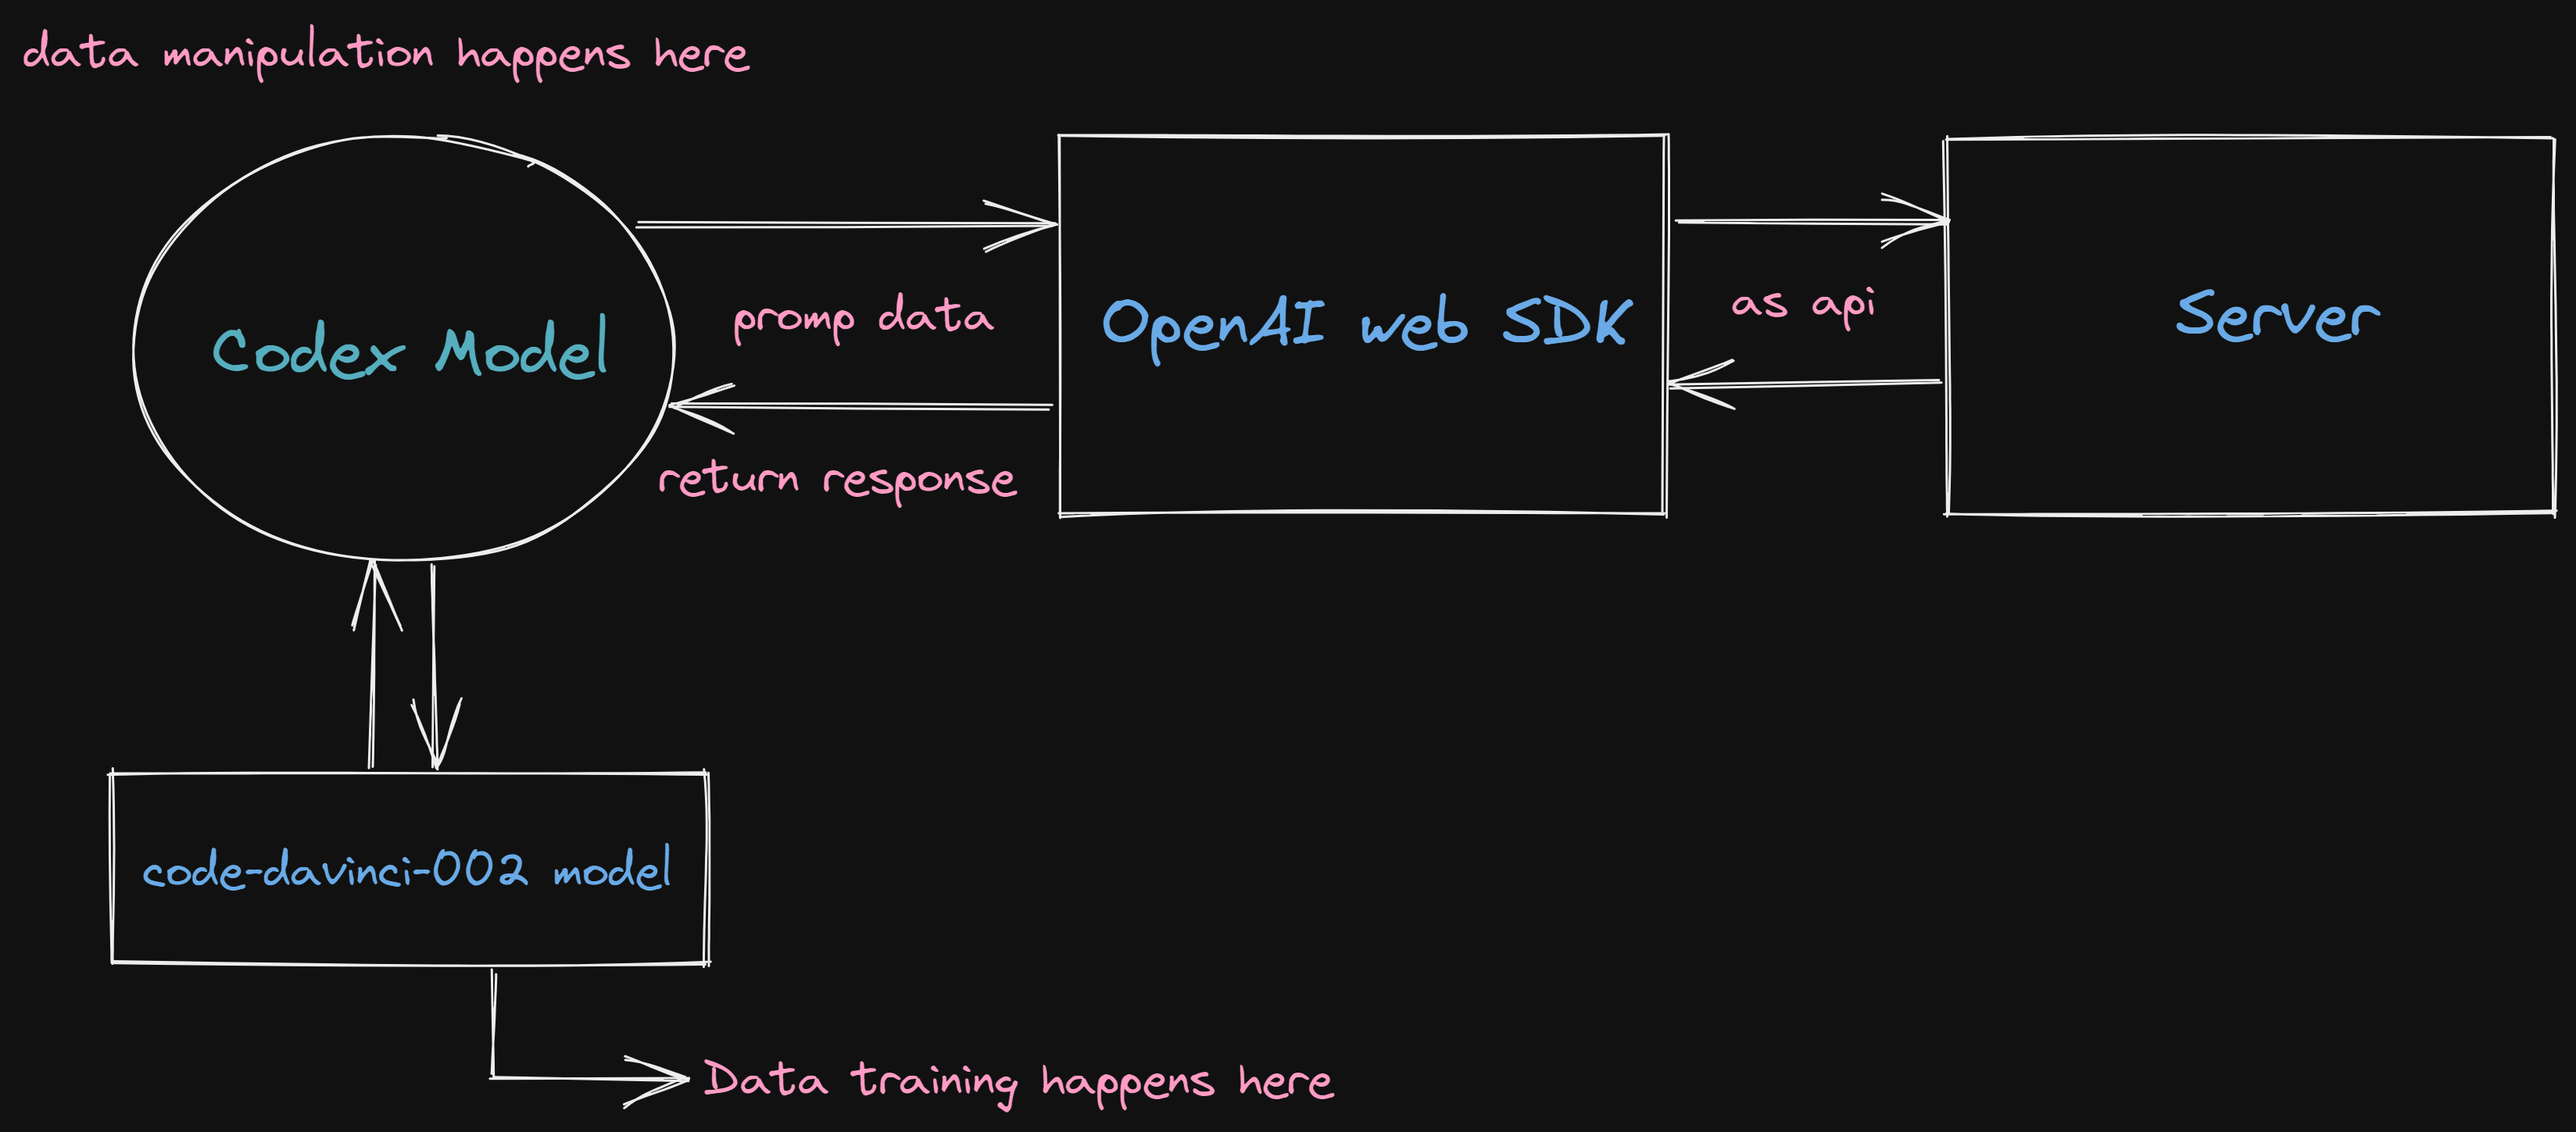 data manipulation happens here
Codex Model
promp data
return response
OpenAI web SDK
as api
Server
code-davinci-002 model
Data training happens here